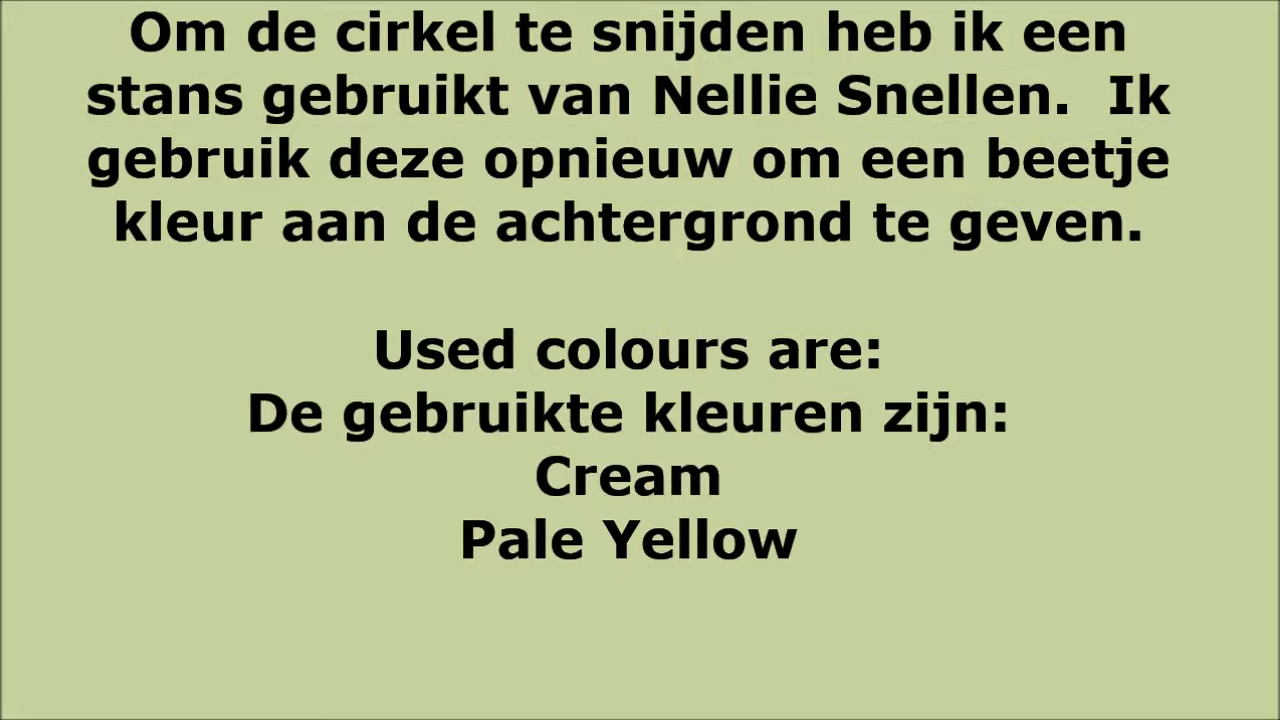 Om de cirkel te snijden heb ik een
stans gebruikt van Nellie Snellen.  Ik
gebruik deze opnieuw om een beetje
kleur aan de achtergrond te geven.
Used colours are:
De gebruikte kleuren zijn:
Cream
Pale Yellow